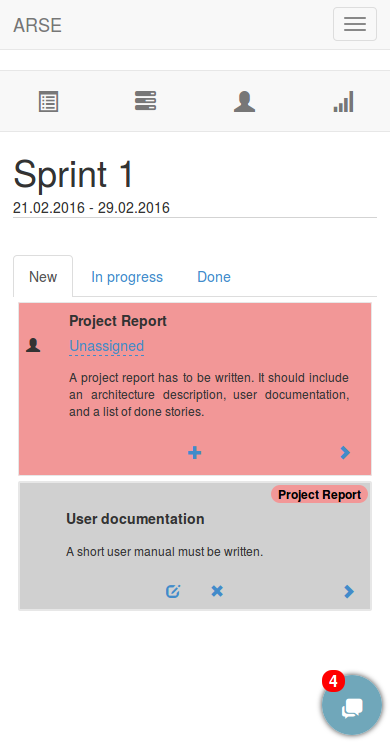 ARSE
Sprint 1
21.02.2016 - 29.02.2016
New
In progress
Done
Project Report
Unassigned
A project report has to be written. It should include
an architecture description, user documentation,
and a list of done stories.
Project Report
User documentation
A short user manual must be written.
4